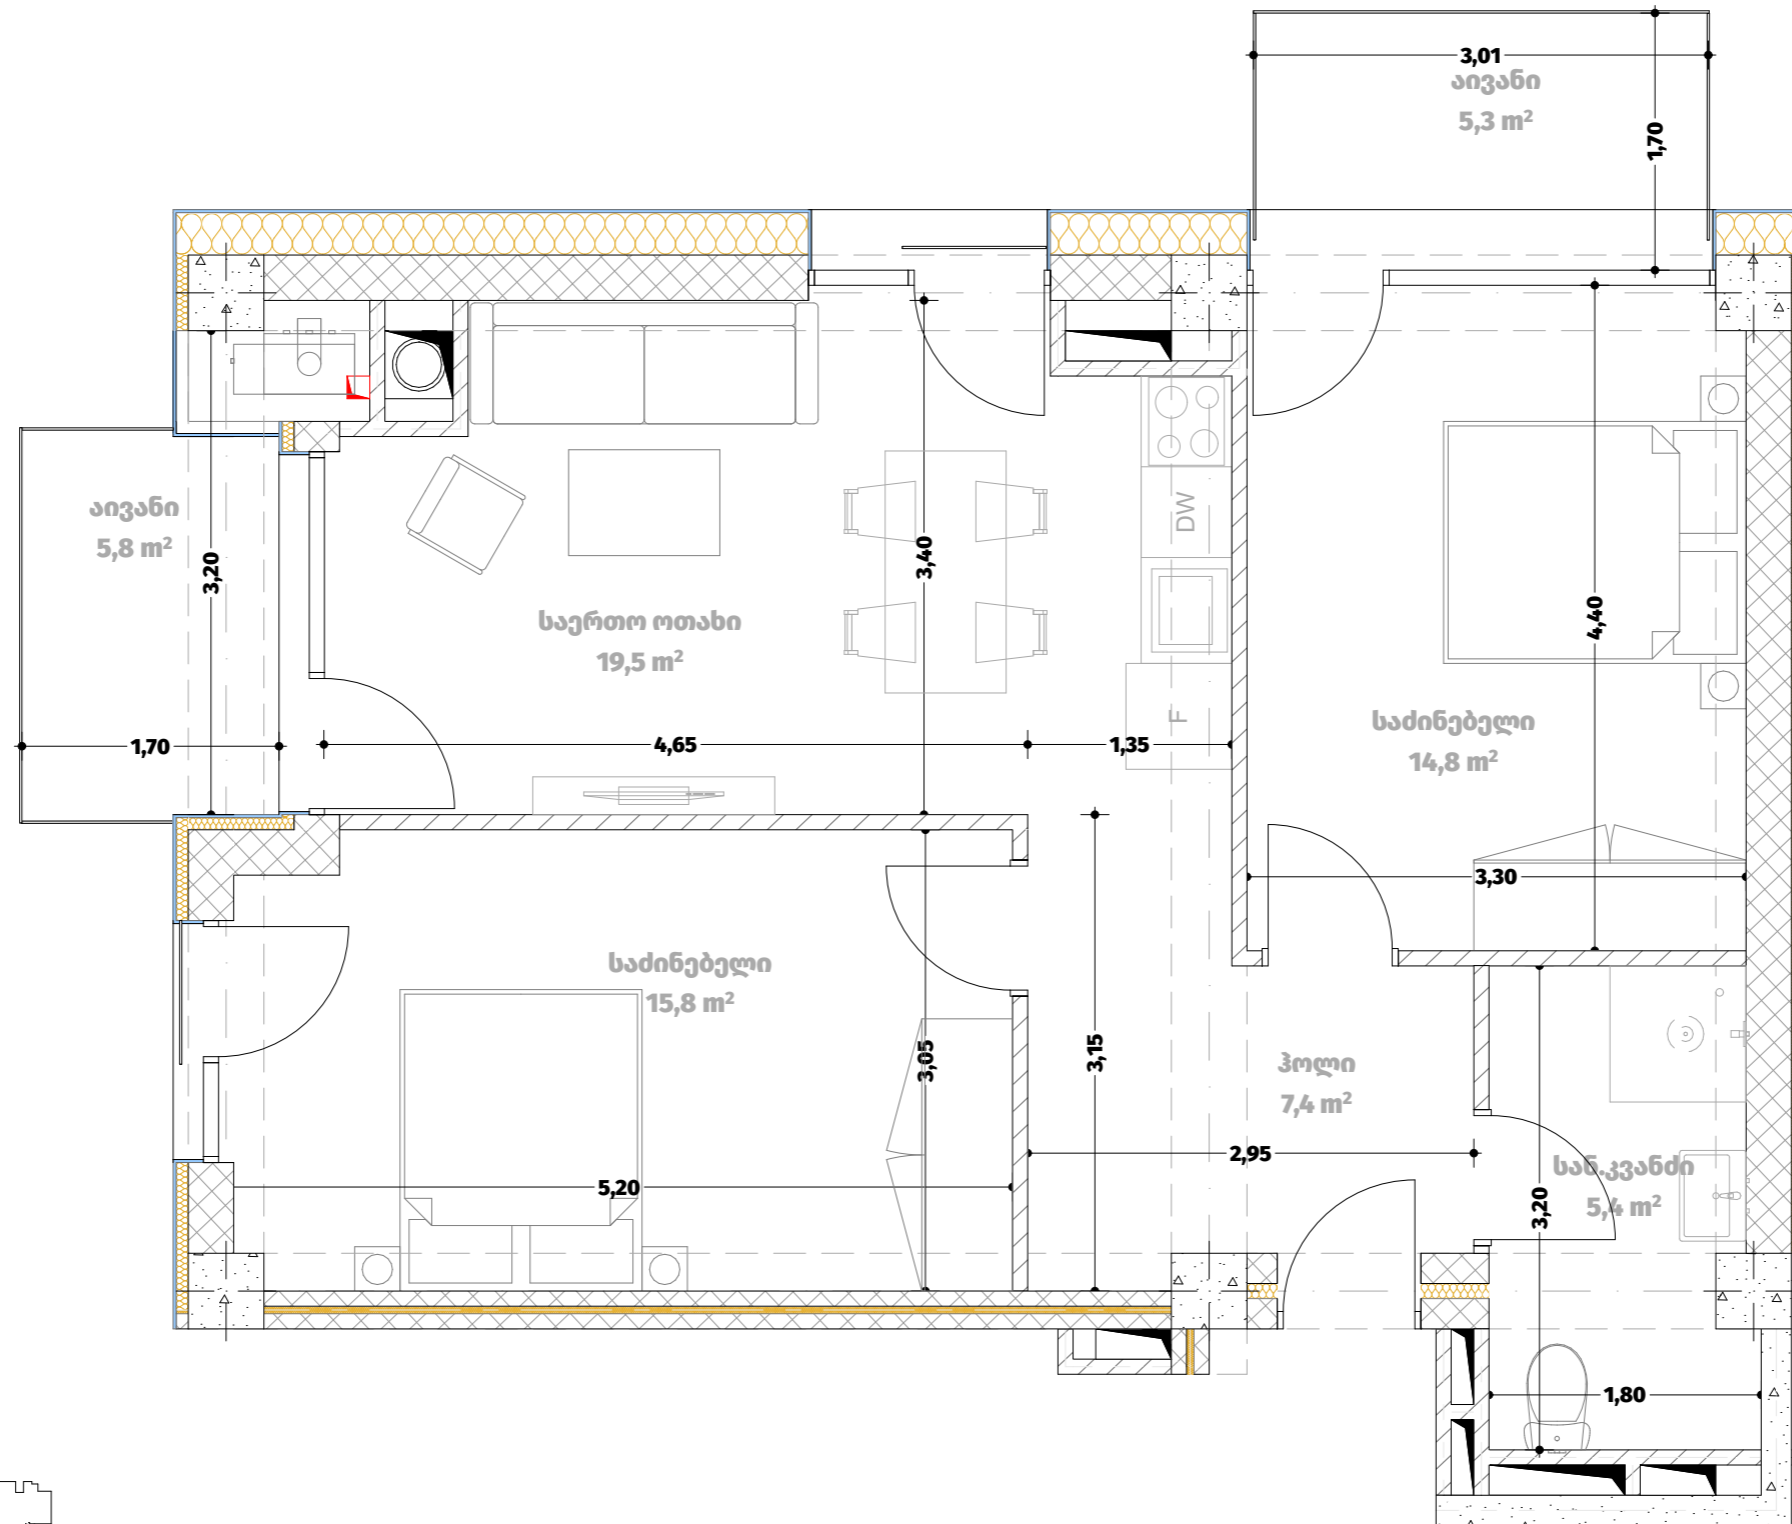 3,01
აივანი
5,3 m²
1,70
აივანი
5,8 m²
3,20
3,40
DW
საერთო ოთახი
19,5 m²
4,40
F
საძინებელი
14,8 m²
1,70
4,65
1,35
3,30
საძინებელი
15,8 m²
3,05
3,15
ჰოლი
7,4 m²
2,95
სან.კვანძი
5,4 m²
5,20
3,20
1,80